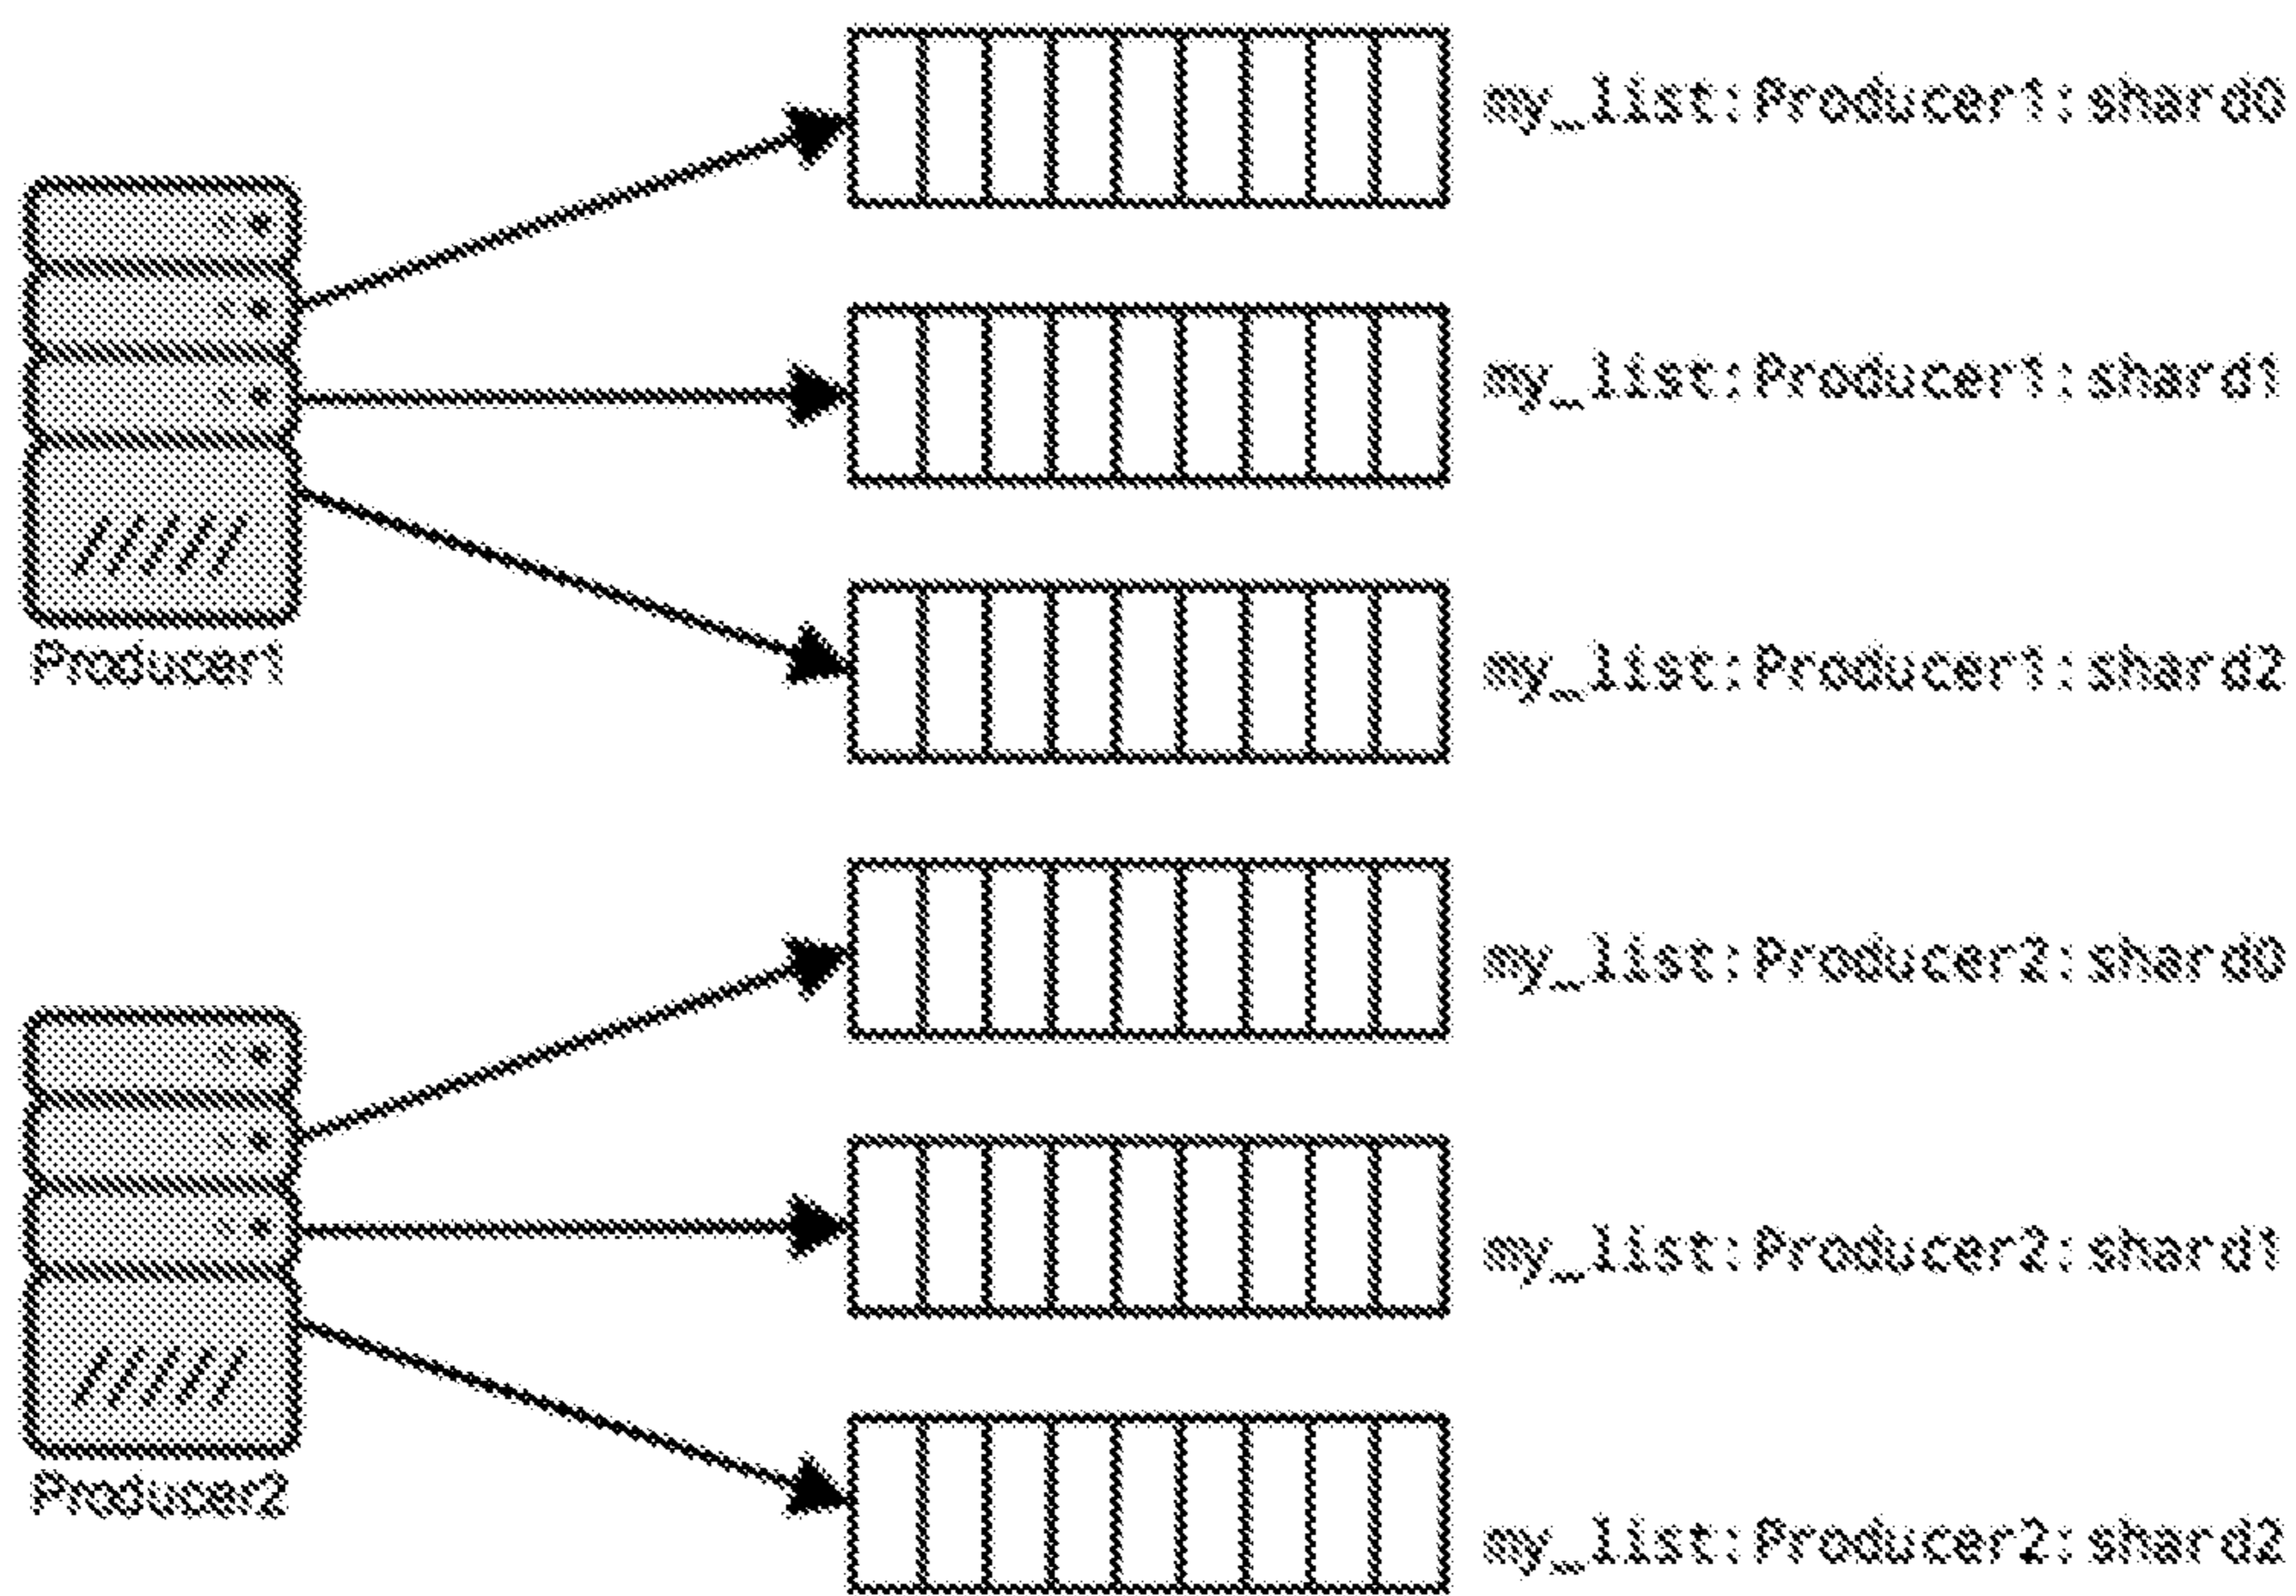 my_list:Producer1:shard0
my_list:Producer1:shard1
Producer1
my_list:Producer1:shard2
my_list:Producer2:shard0
my_list:Producer2:shard1
Producer2
my_list:Producer2:shard2